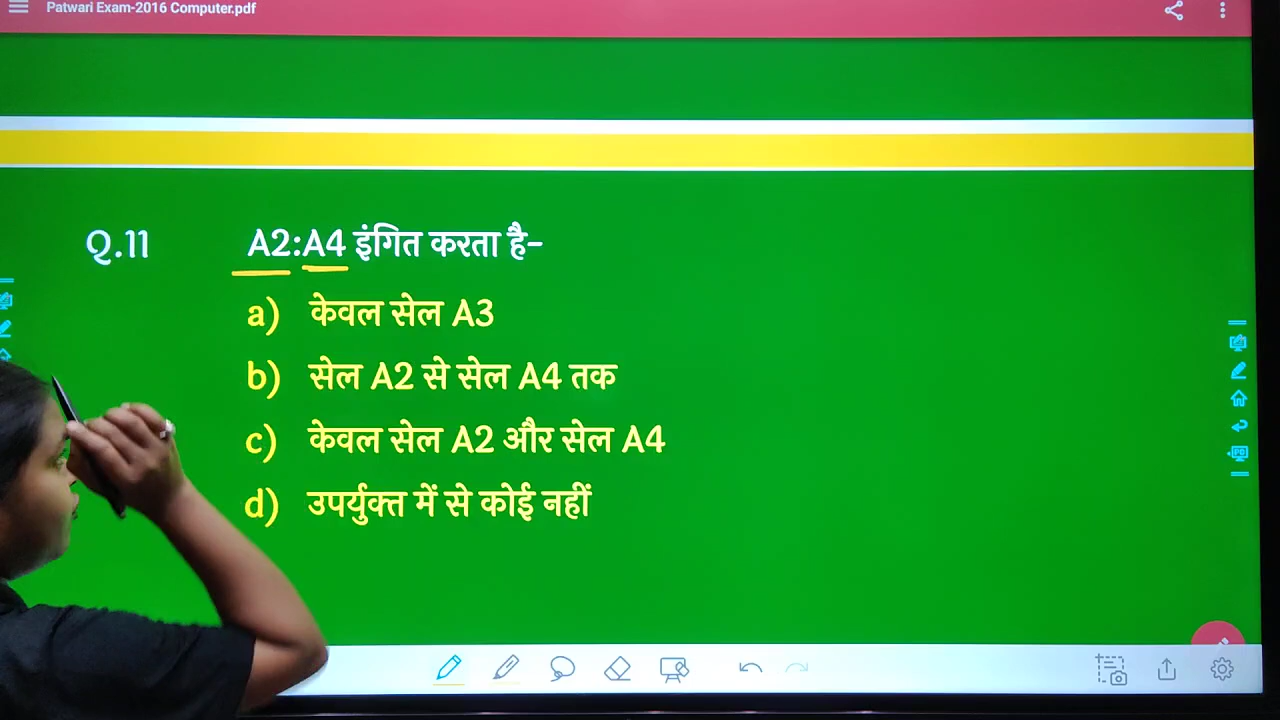 Patwari Exam-2016 Computer.pdf
Q.11 A2:A4 इंगित करता है-
a) केवल सेल A3
b) सेल A2 से सेल A4 तक
c) केवल सेल A2 और सेल A4
d) उपर्युक्त में से कोई नहीं